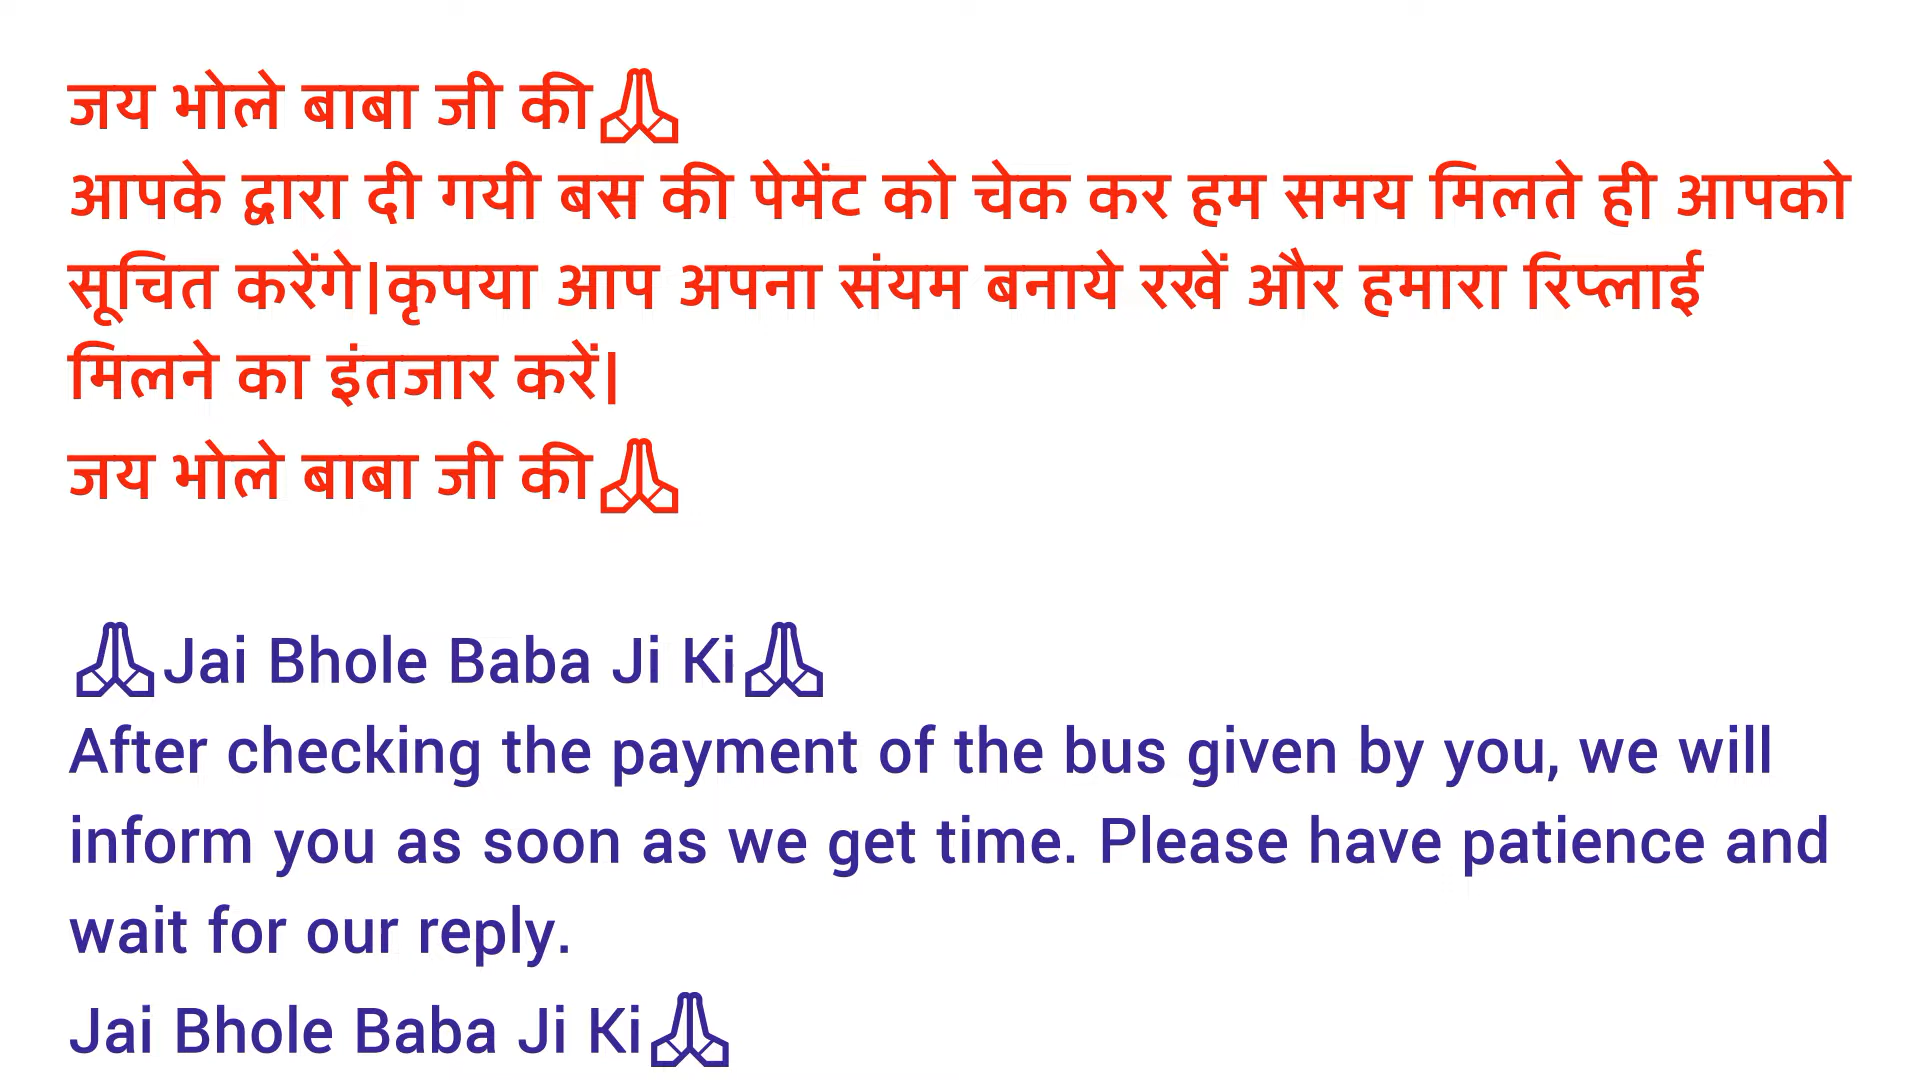 जय भोले बाबा जी की🙏
आपके द्वारा दी गयी बस की पेमेंट को चेक कर हम समय मिलते ही आपको
सूचित करेंगे|कृपया आप अपना संयम बनाये रखें और हमारा रिप्लाई
मिलने का इंतजार करें|
जय भोले बाबा जी की🙏
🙏Jai Bhole Baba Ji Ki🙏
After checking the payment of the bus given by you, we will
inform you as soon as we get time. Please have patience and
wait for our reply.
Jai Bhole Baba Ji Ki🙏